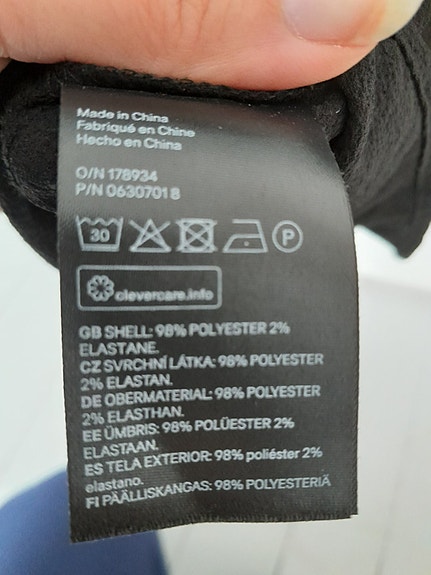 Made in China
Fabriqué en Chine
Hecho en China
O/N 178934
P/N 06307018
30 P
clevercare.info
GB SHELL: 98% POLYESTER 2%
ELASTANE.
CZ SVRCHNÍ LÁTKA: 98% POLYESTER
2% ELASTAN.
DE OBERMATERIAL: 98% POLYESTER
2% ELASTHAN.
EE ÜMBRIS: 98% POLÜESTER 2%
ELASTAAN.
ES TELA EXTERIOR: 98% poliéster 2%
elastano.
FI PÄÄLLISKANGAS: 98% POLYESTERIÄ